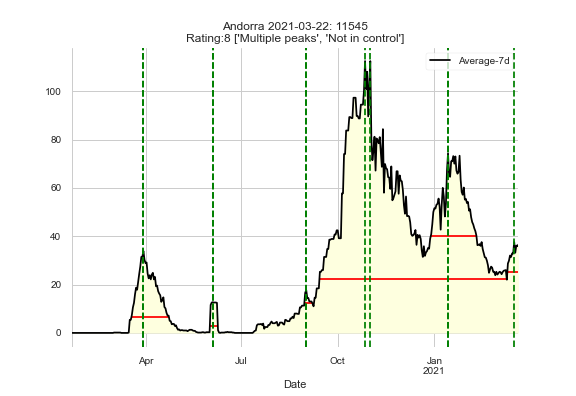 Andorra 2021-03-22: 11545
Rating:8 ['Multiple peaks', 'Not in control']
Average-7d
100
80
60
40
20
0
Apr
Jul
Oct
Jan
2021
Date